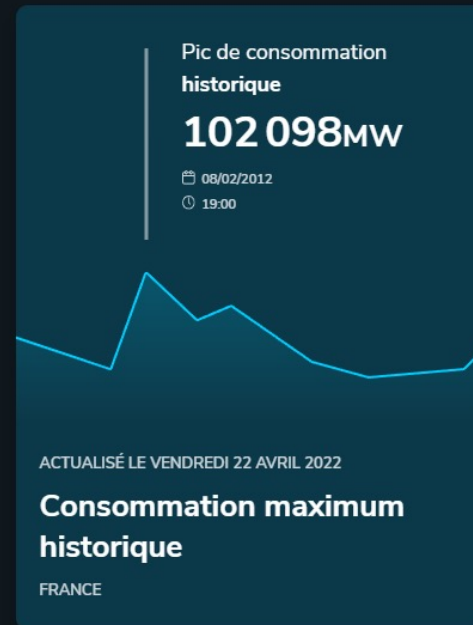 Pic de consommation
historique
102 098MW
08/02/2012
19:00
ACTUALISÉ LE VENDREDI 22 AVRIL 2022
Consommation maximum
historique
FRANCE